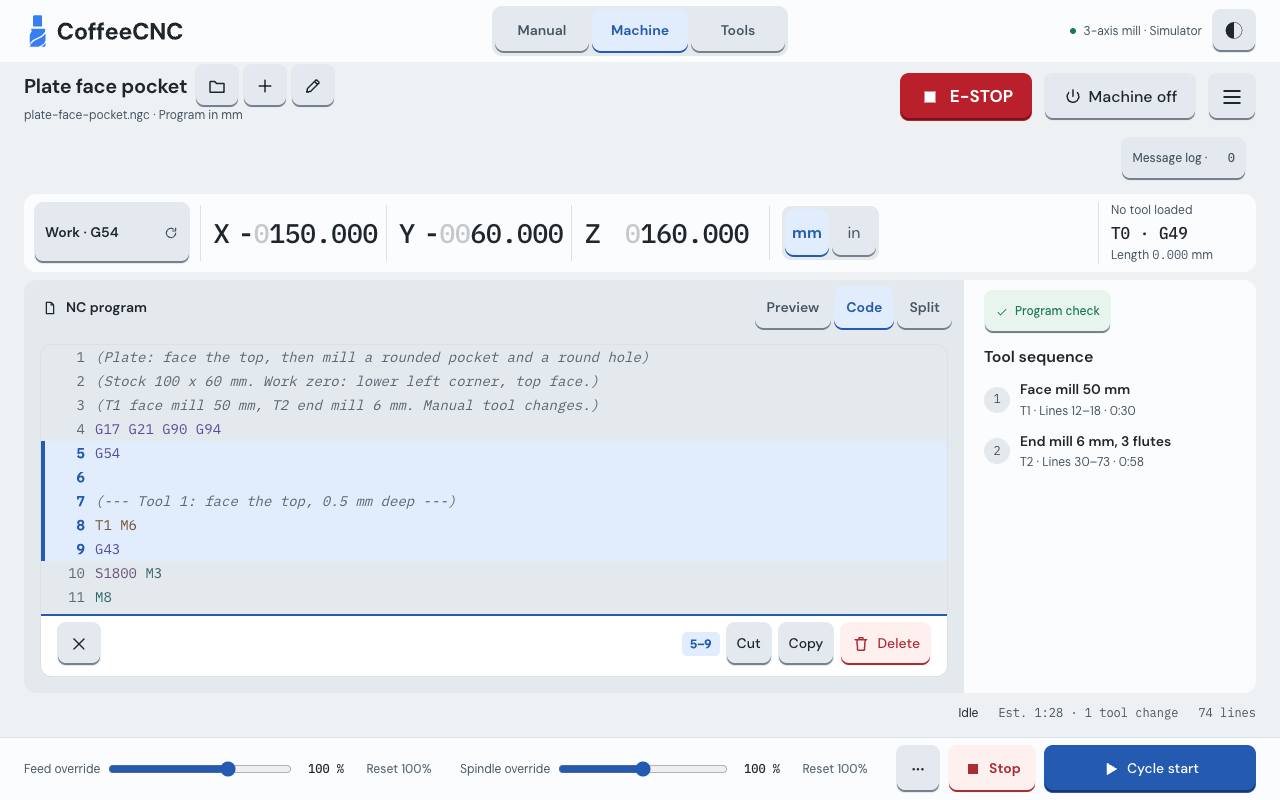 CoffeeCNC
Manual
Machine
Tools
3-axis mill · Simulator
Plate face pocket
plate-face-pocket.ngc · Program in mm
E-STOP
Machine off
Message log · 0
Work · G54
X -0150.000
Y -0060.000
Z 0160.000
mm
in
No tool loaded
T0 · G49
Length 0.000 mm
NC program
Preview
Code
Split
1 (Plate: face the top, then mill a rounded pocket and a round hole)
2 (Stock 100 x 60 mm. Work zero: lower left corner, top face.)
3 (T1 face mill 50 mm, T2 end mill 6 mm. Manual tool changes.)
4 G17 G21 G90 G94
5 G54
6
7 (--- Tool 1: face the top, 0.5 mm deep ---)
8 T1 M6
9 G43
10 S1800 M3
11 M8
5–9
Cut
Copy
Delete
Program check
Tool sequence
1 Face mill 50 mm
T1 · Lines 12–18 · 0:30
2 End mill 6 mm, 3 flutes
T2 · Lines 30–73 · 0:58
Idle Est. 1:28 · 1 tool change 74 lines
Feed override 100 % Reset 100%
Spindle override 100 % Reset 100%
...
Stop
Cycle start